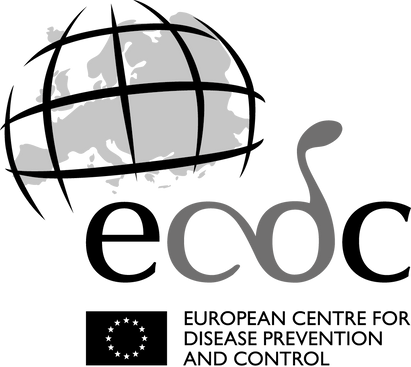 ecdc
EUROPEAN CENTRE FOR
DISEASE PREVENTION
AND CONTROL